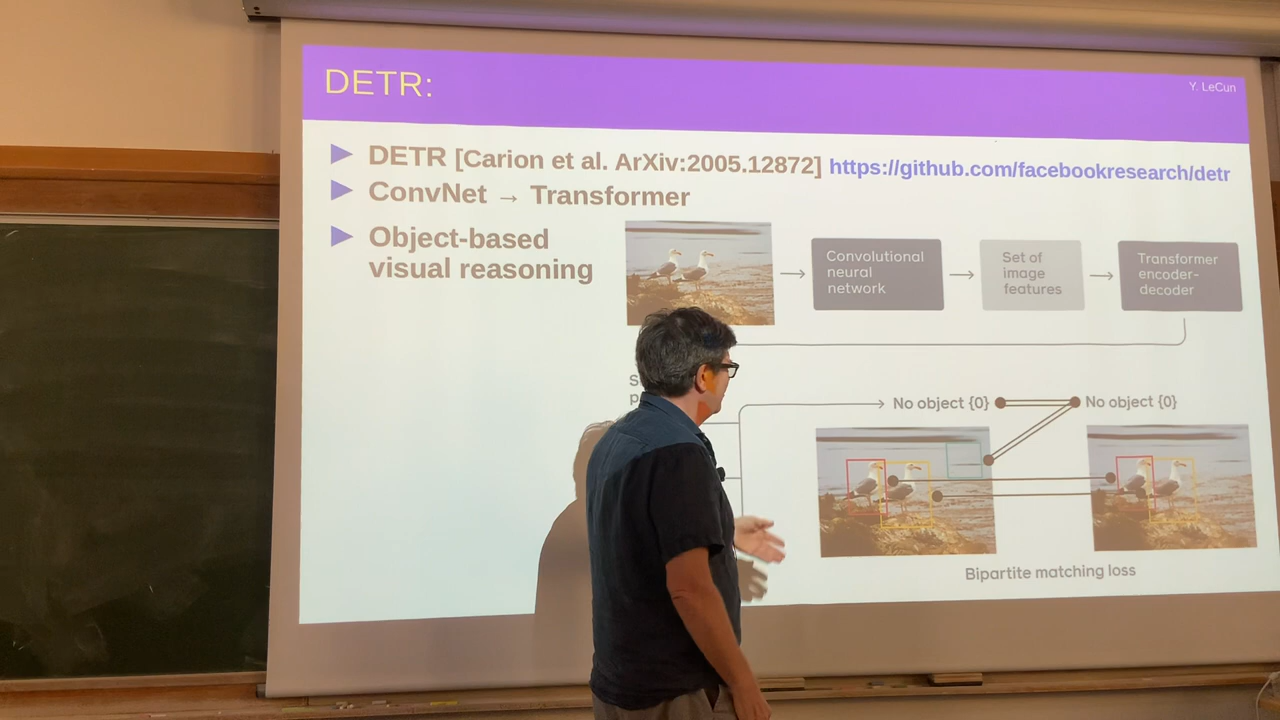 DETR:
Y. LeCun
DETR [Carion et al. ArXiv:2005.12872] https://github.com/facebookresearch/detr
ConvNet → Transformer
Object-based
visual reasoning
Convolutional
neural
network
Set of
image
features
Transformer
encoder-
decoder
No object {0}
No object {0}
Bipartite matching loss